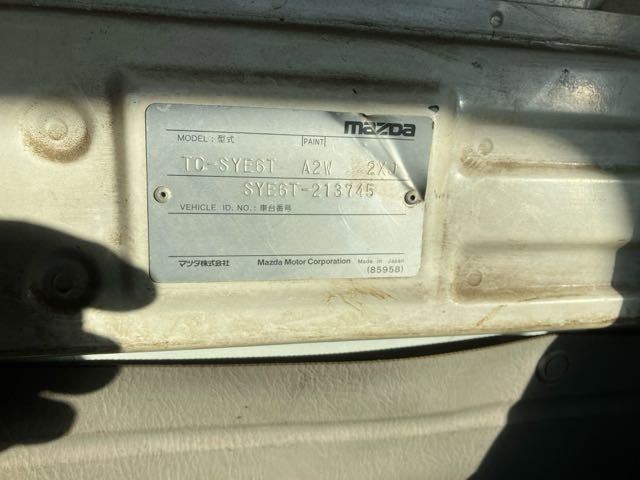 mazda
MODEL: 型式 PAINT
TC-SYE6T A2W 2XJ
SYE6T-213745
VEHICLE ID. NO.: 車台番号
マツダ株式会社 Mazda Motor Corporation Made in Japan
(8595B)